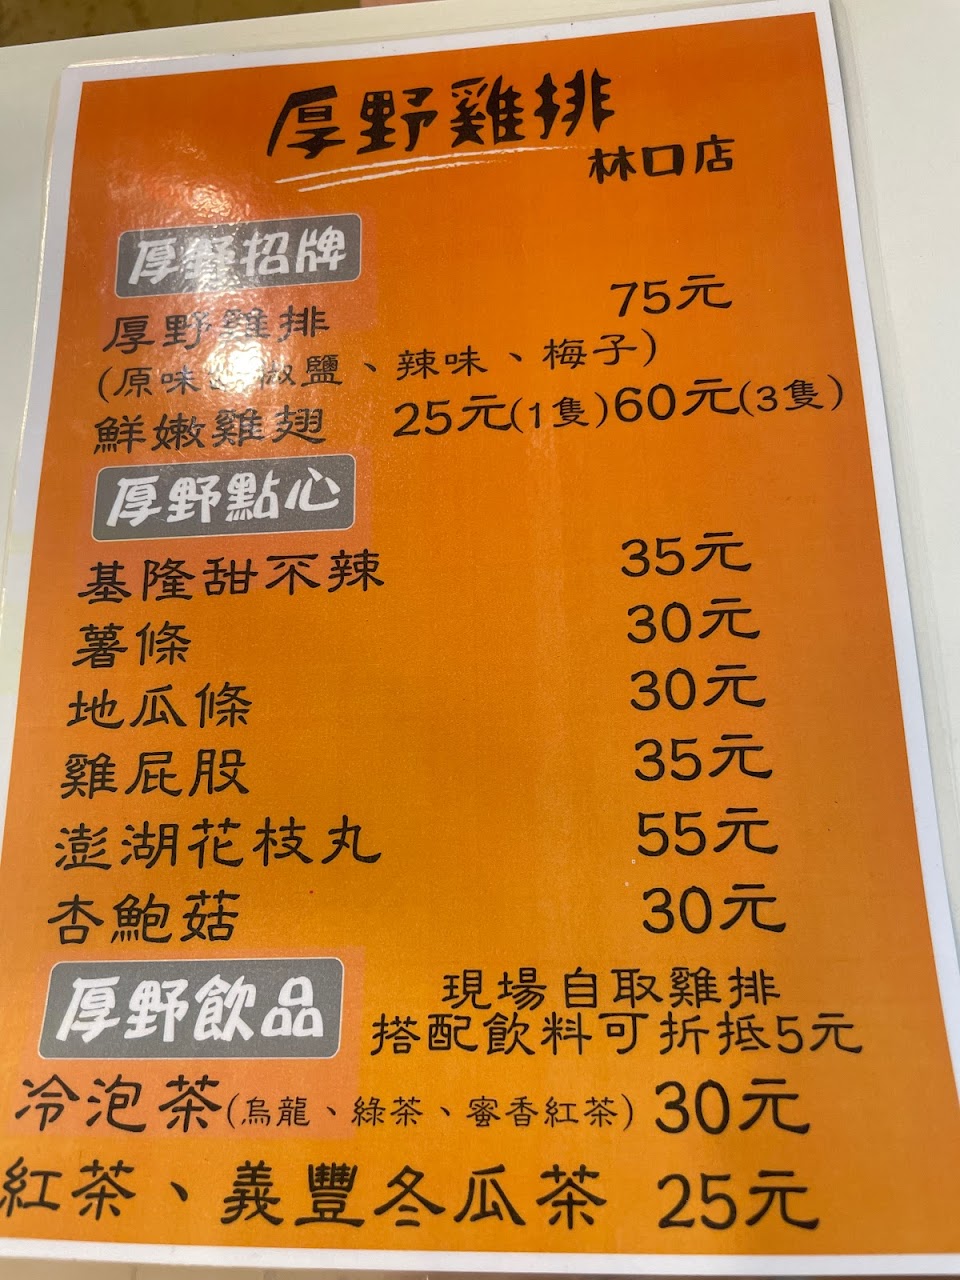 厚野雞排
林口店
厚野招牌
厚野雞排 75元
(原味、椒鹽、辣味、梅子)
鮮嫩雞翅 25元(1隻)60元(3隻)
厚野點心
基隆甜不辣 35元
薯條 30元
地瓜條 30元
雞屁股 35元
澎湖花枝丸 55元
杏鮑菇 30元
厚野飲品
現場自取雞排
搭配飲料可折抵5元
冷泡茶(烏龍、綠茶、蜜香紅茶) 30元
紅茶、義豐冬瓜茶 25元